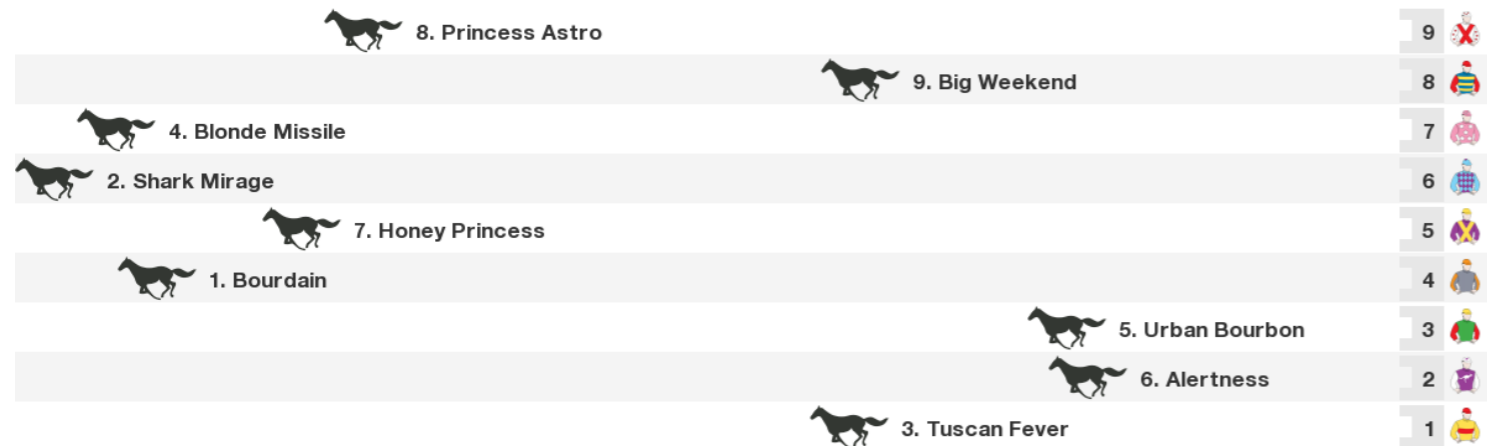 8. Princess Astro 9
9. Big Weekend 8
4. Blonde Missile 7
2. Shark Mirage 6
7. Honey Princess 5
1. Bourdain 4
5. Urban Bourbon 3
6. Alertness 2
3. Tuscan Fever 1